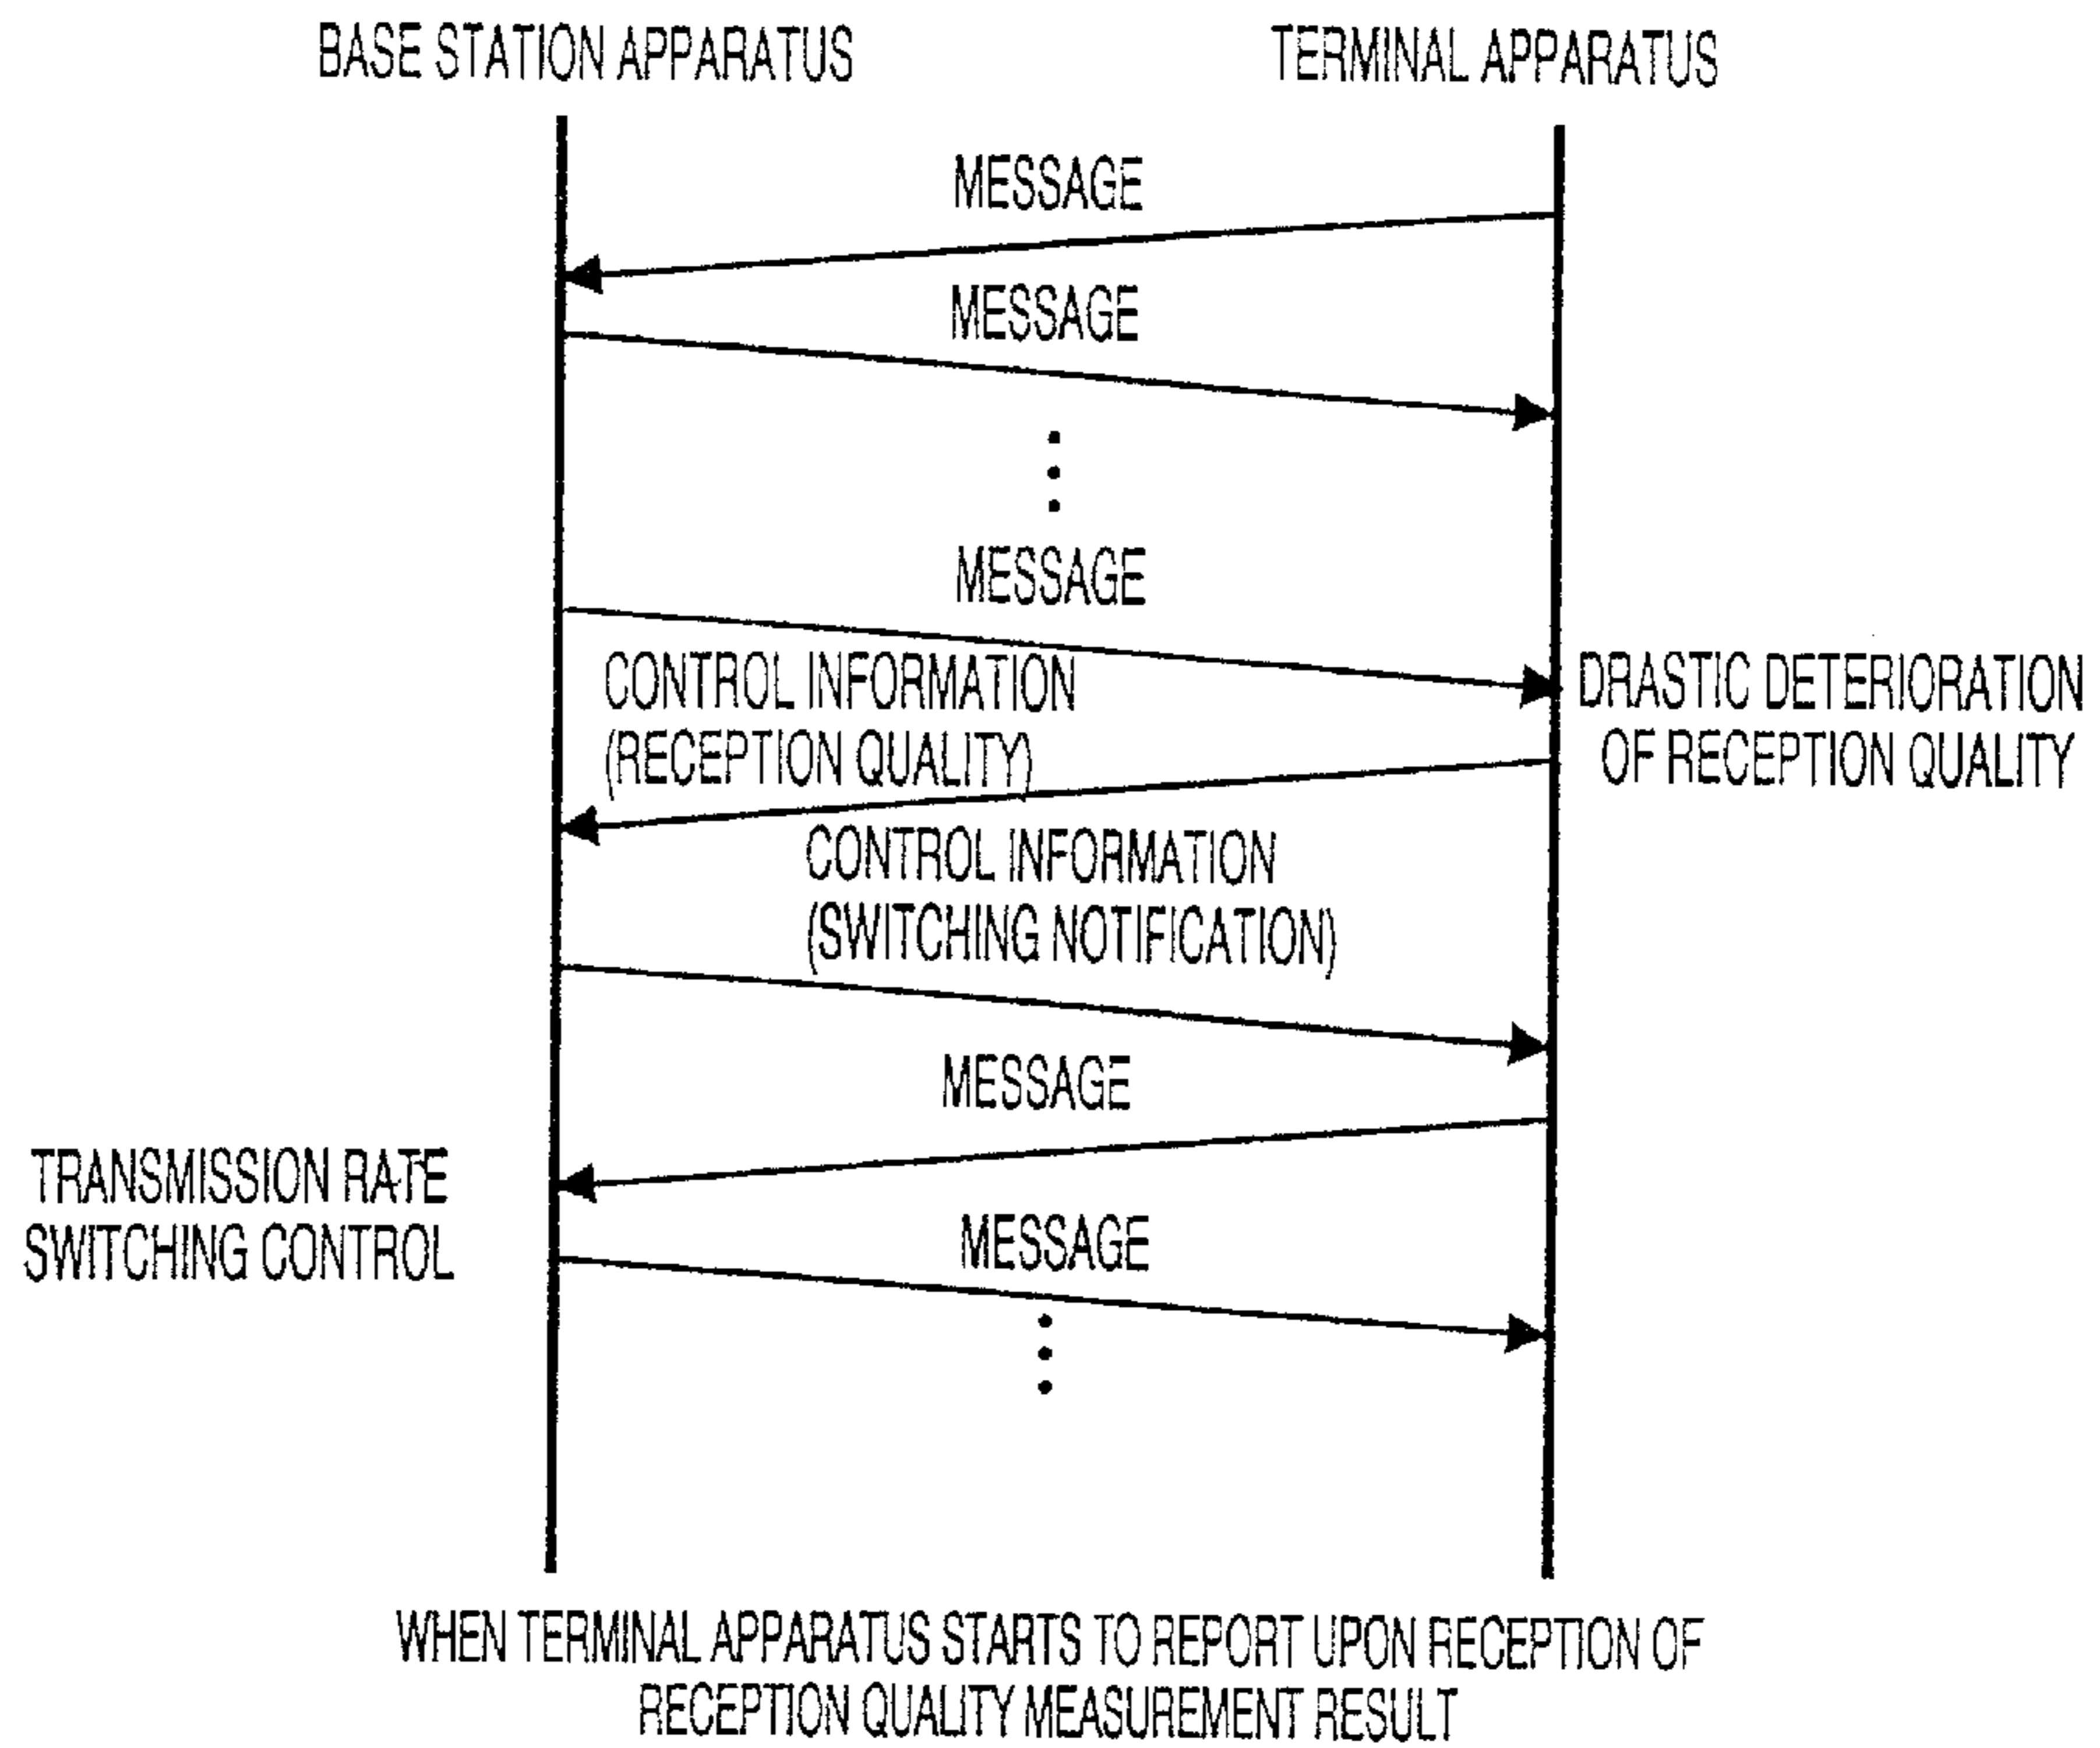 BASE STATION APPARATUS
TERMINAL APPARATUS
MESSAGE
MESSAGE
MESSAGE
CONTROL INFORMATION
(RECEPTION QUALITY)
DRASTIC DETERIORATION
OF RECEPTION QUALITY
CONTROL INFORMATION
(SWITCHING NOTIFICATION)
MESSAGE
TRANSMISSION RATE
SWITCHING CONTROL
MESSAGE
WHEN TERMINAL APPARATUS STARTS TO REPORT UPON RECEPTION OF
RECEPTION QUALITY MEASUREMENT RESULT